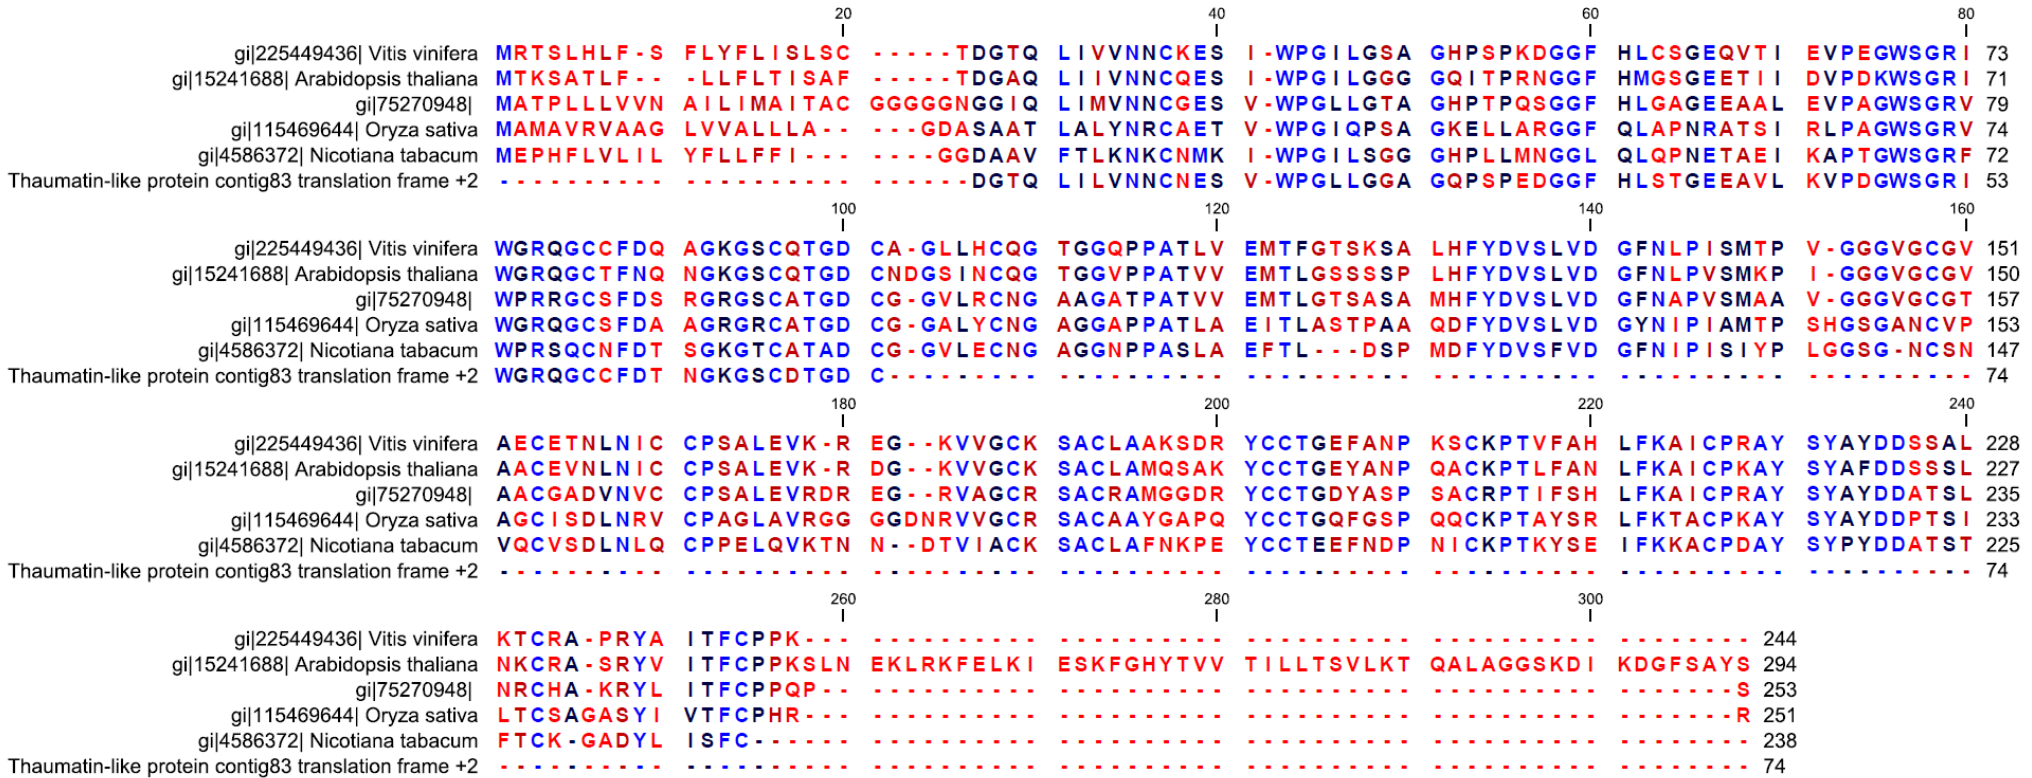 20 40 60 80
gi|225449436| Vitis vinifera MRTSLHLF-S FLYFLISLSC -----TDGTQ LIVVNNCKES I-WPGILGSA GHPSPKDGGF HLCSGEQVTI EVPEGWSGRI 73
gi|15241688| Arabidopsis thaliana MTKSATLF-- -LLFLTISAF -----TDGAQ LIIVNNCQES I-WPGILGGG GQITPRNGGF HMGSGEETII DVPDKWSGRI 71
gi|75270948| MATPLLLVVN AILIMAITAC GGGGGNGGIQ LIMVNNCGES V-WPGLLGTA GHPTPQSGGF HLGAGEEAAL EVPAGWSGRV 79
gi|115469644| Oryza sativa MAMAVRVAAG LVVALLLA-- ---GDASAAT LALYNRCAET V-WPGIQPSA GKELLARGGF QLAPNRATSI RLPAGWSGRV 74
gi|4586372| Nicotiana tabacum MEPHFLVLIL YFLLFFI--- ----GGDAAV FTLKNKCNMK I-WPGILSGG GHPLLMNGGL QLQPNETAEI KAPTGWSGRF 72
Thaumatin-like protein contig83 translation frame +2 ---------- ---------- ------DGTQ LILVNNCNES V-WPGLLGGA GQPSPEDGGF HLSTGEEAVL KVPDGWSGRI 53
100 120 140 160
gi|225449436| Vitis vinifera WGRQGCCFDQ AGKGSCQTGD CA-GLLHCQG TGGQPPATLV EMTFGTSKSA LHFYDVSLVD GFNLPISMTP V-GGGVGCGV 151
gi|15241688| Arabidopsis thaliana WGRQGCTFNQ NGKGSCQTGD CNDGSINCQG TGGVPPATVV EMTLGSSSSP LHFYDVSLVD GFNLPVSMKP I-GGGVGCGV 150
gi|75270948| WPRRGCSFDS RGRGSCATGD CG-GVLRCNG AAGATPATVV EMTLGTSASA MHFYDVSLVD GFNAPVSMAA V-GGGVGCGT 157
gi|115469644| Oryza sativa WGRQGCSFDA AGRGRCATGD CG-GALYCNG AGGAPPATLA EITLASTPAA QDFYDVSLVD GYNIPIAMTP SHGSGANCVP 153
gi|4586372| Nicotiana tabacum WPRSQCNFDT SGKGTCATAD CG-GVLECNG AGGNPPASLA EFTL---DSP MDFYDVSFVD GFNIPISIYP LGGSG-NCSN 147
Thaumatin-like protein contig83 translation frame +2 WGRQGCCFDT NGKGSCDTGD C--------- ---------- ---------- ---------- ---------- ---------- 74
180 200 220 240
gi|225449436| Vitis vinifera AECETNLNIC CPSALEVK-R EG--KVVGCK SACLAAKSDR YCCTGEFANP KSCKPTVFAH LFKAICPRAY SYAYDDSSAL 228
gi|15241688| Arabidopsis thaliana AACEVNLNIC CPSALEVK-R DG--KVVGCK SACLAMQSAK YCCTGEYANP QACKPTLFAN LFKAICPKAY SYAFDDSSSL 227
gi|75270948| AACGADVNVC CPSALEVRDR EG--RVAGCR SACRAMGGDR YCCTGDYASP SACRPTIFSH LFKAICPRAY SYAYDDATSL 235
gi|115469644| Oryza sativa AGCISDLNRV CPAGLAVRGG GGDNRVVGCR SACAAYGAPQ YCCTGQFGSP QQCKPTAYSR LFKTACPKAY SYAYDDPTSI 233
gi|4586372| Nicotiana tabacum VQCVSDLNLQ CPPELQVKTN N--DTVIACK SACLAFNKPE YCCTEEFNDP NICKPTKYSE IFKKACPDAY SYPYDDATST 225
Thaumatin-like protein contig83 translation frame +2 ---------- ---------- ---------- ---------- ---------- ---------- ---------- ---------- 74
260 280 300
gi|225449436| Vitis vinifera KTCRA-PRYA ITFCPPK--- ---------- ---------- ---------- ---------- -------- 244
gi|15241688| Arabidopsis thaliana NKCRA-SRYV ITFCPPKSLN EKLRKFELKI ESKFGHYTVV TILLTSVLKT QALAGGSKDI KDGFSAYS 294
gi|75270948| NRCHA-KRYL ITFCPPQP-- ---------- ---------- ---------- ---------- -------S 253
gi|115469644| Oryza sativa LTCSAGASYI VTFCPHR--- ---------- ---------- ---------- ---------- -------R 251
gi|4586372| Nicotiana tabacum FTCK-GADYL ISFC------ ---------- ---------- ---------- ---------- -------- 238
Thaumatin-like protein contig83 translation frame +2 ---------- ---------- ---------- ---------- ---------- ---------- -------- 74